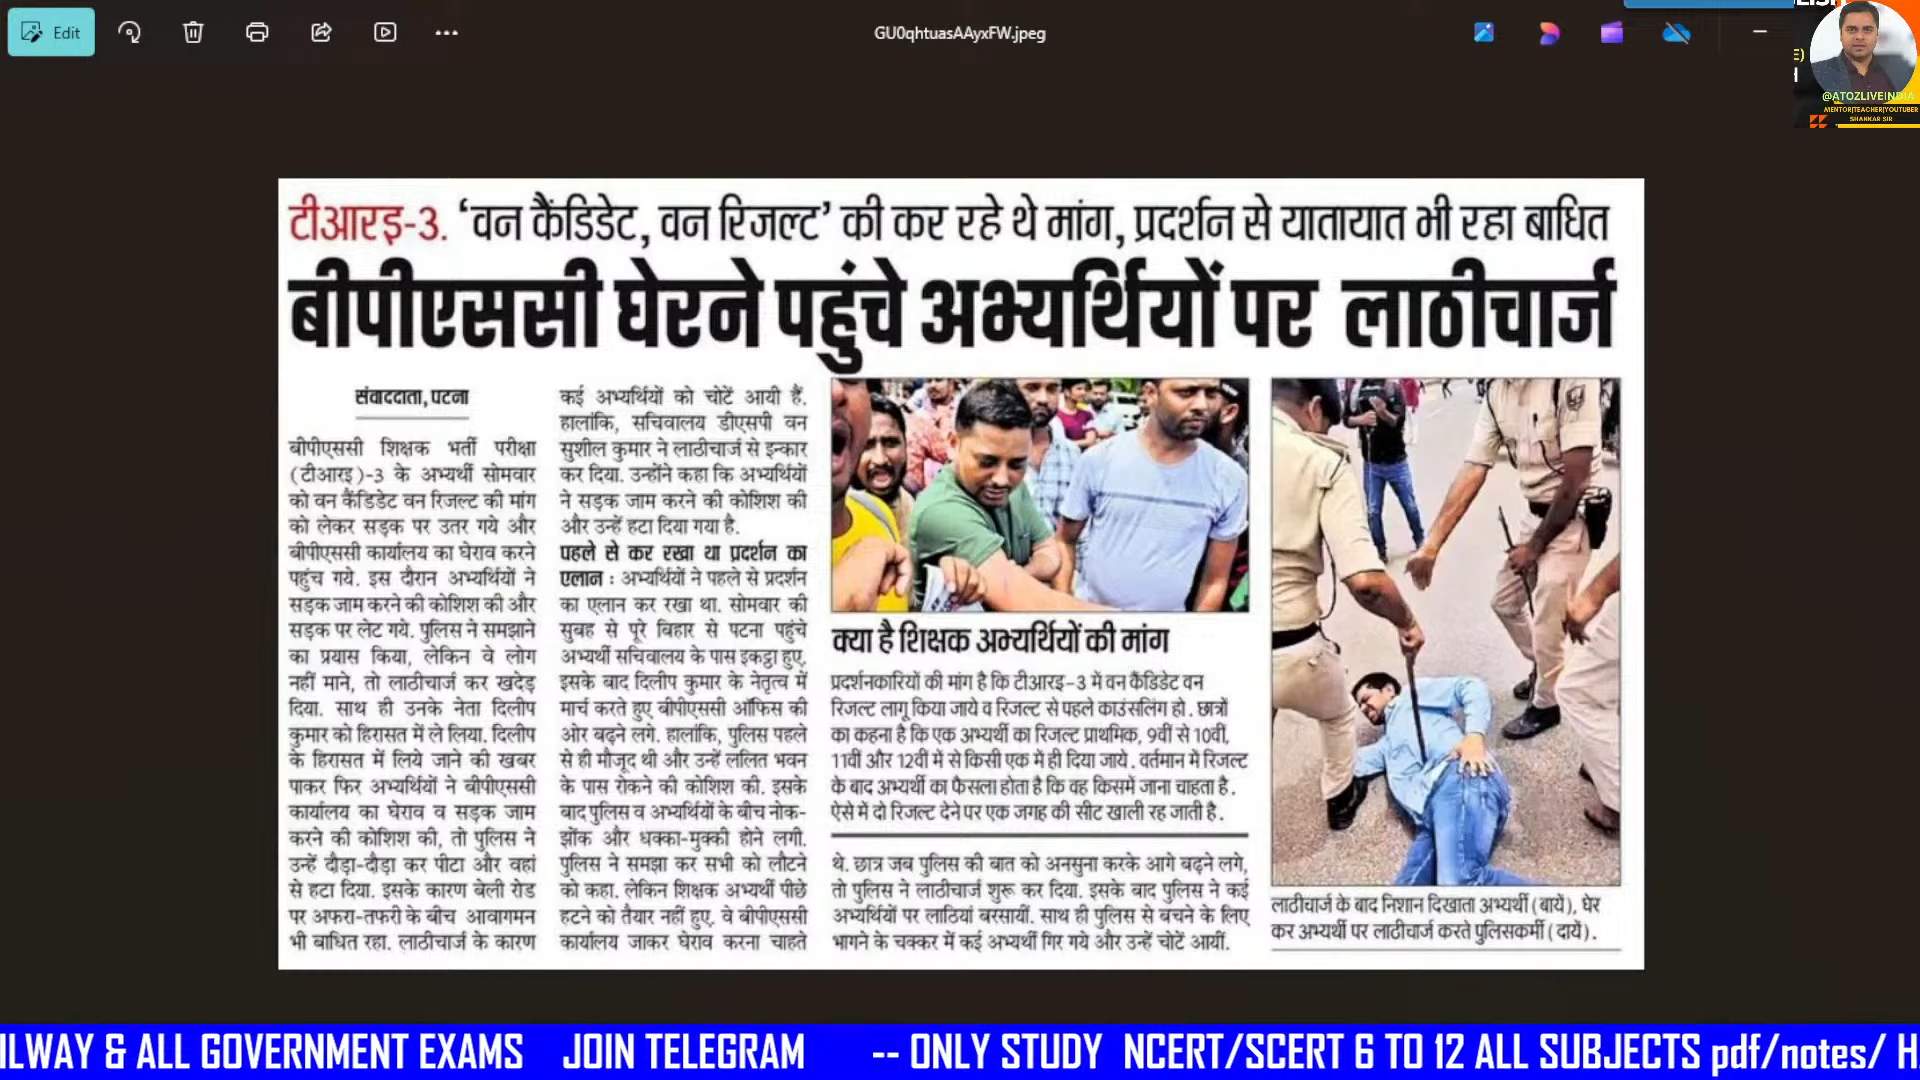 Edit
GU0qhtuasAAyxFW.jpeg
@ATOZLIVEINDIA
MENTOR|TEACHER|YOUTUBER
SHANKAR SIR
टीआरइ-3. ‘वन कैंडिडेट, वन रिजल्ट’ की कर रहे थे मांग, प्रदर्शन से यातायात भी रहा बाधित
बीपीएससी घेरने पहुंचे अभ्यर्थियों पर लाठीचार्ज
संवाददाता, पटना
बीपीएससी शिक्षक भर्ती परीक्षा
(टीआरइ)-3 के अभ्यर्थी सोमवार
को वन कैंडिडेट वन रिजल्ट की मांग
को लेकर सड़क पर उतर गये और
बीपीएससी कार्यालय का घेराव करने
पहुंच गये. इस दौरान अभ्यर्थियों ने
सड़क जाम करने की कोशिश की और
सड़क पर लेट गये. पुलिस ने समझाने
का प्रयास किया, लेकिन वे लोग
नहीं माने, तो लाठीचार्ज कर खदेड़
दिया. साथ ही उनके नेता दिलीप
कुमार को हिरासत में ले लिया. दिलीप
के हिरासत में लिये जाने की खबर
पाकर फिर अभ्यर्थियों ने बीपीएससी
कार्यालय का घेराव व सड़क जाम
करने की कोशिश की, तो पुलिस ने
उन्हें दौड़ा-दौड़ा कर पीटा और वहां
से हटा दिया. इसके कारण बेली रोड
पर अफरा-तफरी के बीच आवागमन
भी बाधित रहा. लाठीचार्ज के कारण
कई अभ्यर्थियों को चोटें आयी हैं.
हालांकि, सचिवालय डीएसपी वन
सुशील कुमार ने लाठीचार्ज से इन्कार
कर दिया. उन्होंने कहा कि अभ्यर्थियों
ने सड़क जाम करने की कोशिश की
और उन्हें हटा दिया गया है.
पहले से कर रखा था प्रदर्शन का
एलान : अभ्यर्थियों ने पहले से प्रदर्शन
का एलान कर रखा था. सोमवार की
सुबह से पूरे बिहार से पटना पहुंचे
अभ्यर्थी सचिवालय के पास इकट्ठा हुए.
इसके बाद दिलीप कुमार के नेतृत्व में
मार्च करते हुए बीपीएससी ऑफिस की
ओर बढ़ने लगे. हालांकि, पुलिस पहले
से ही मौजूद थी और उन्हें ललित भवन
के पास रोकने की कोशिश की. इसके
बाद पुलिस व अभ्यर्थियों के बीच नोक-
झोंक और धक्का-मुक्की होने लगी.
पुलिस ने समझा कर सभी को लौटने
को कहा. लेकिन शिक्षक अभ्यर्थी पीछे
हटने को तैयार नहीं हुए. वे बीपीएससी
कार्यालय जाकर घेराव करना चाहते
क्या है शिक्षक अभ्यर्थियों की मांग
प्रदर्शनकारियों की मांग है कि टीआरइ-3 में वन कैंडिडेट वन
रिजल्ट लागू किया जाये व रिजल्ट से पहले काउंसलिंग हो. छात्रों
का कहना है कि एक अभ्यर्थी का रिजल्ट प्राथमिक, 9वीं से 10वीं,
11वीं और 12वीं में से किसी एक में ही दिया जाये. वर्तमान में रिजल्ट
के बाद अभ्यर्थी का फैसला होता है कि वह किसमें जाना चाहता है.
ऐसे में दो रिजल्ट देने पर एक जगह की सीट खाली रह जाती है.
थे. छात्र जब पुलिस की बात को अनसुना करके आगे बढ़ने लगे,
तो पुलिस ने लाठीचार्ज शुरू कर दिया. इसके बाद पुलिस ने कई
अभ्यर्थियों पर लाठियां बरसायीं. साथ ही पुलिस से बचने के लिए
भागने के चक्कर में कई अभ्यर्थी गिर गये और उन्हें चोटें आयीं.
लाठीचार्ज के बाद निशान दिखाता अभ्यर्थी (बायें), घेर
कर अभ्यर्थी पर लाठीचार्ज करते पुलिसकर्मी (दायें).
ILWAY & ALL GOVERNMENT EXAMS JOIN TELEGRAM -- ONLY STUDY NCERT/SCERT 6 TO 12 ALL SUBJECTS pdf/notes/ H